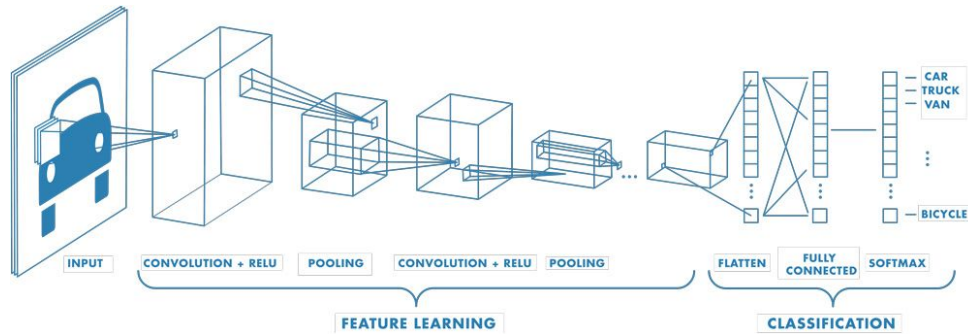 CAR
TRUCK
VAN
BICYCLE
INPUT
CONVOLUTION + RELU
POOLING
CONVOLUTION + RELU
POOLING
FLATTEN
FULLY
CONNECTED
SOFTMAX
FEATURE LEARNING
CLASSIFICATION